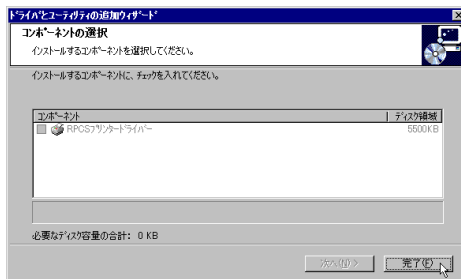 ドライバとユーティリティの追加ウィザード
コンポーネントの選択
インストールするコンポーネントを選択してください。
インストールするコンポーネントに、チェックを入れてください。
コンポーネント ディスク領域
RPCSプリンタードライバー 5500KB
必要なディスク容量の合計: 0 KB
次へ(N) > 完了(F)